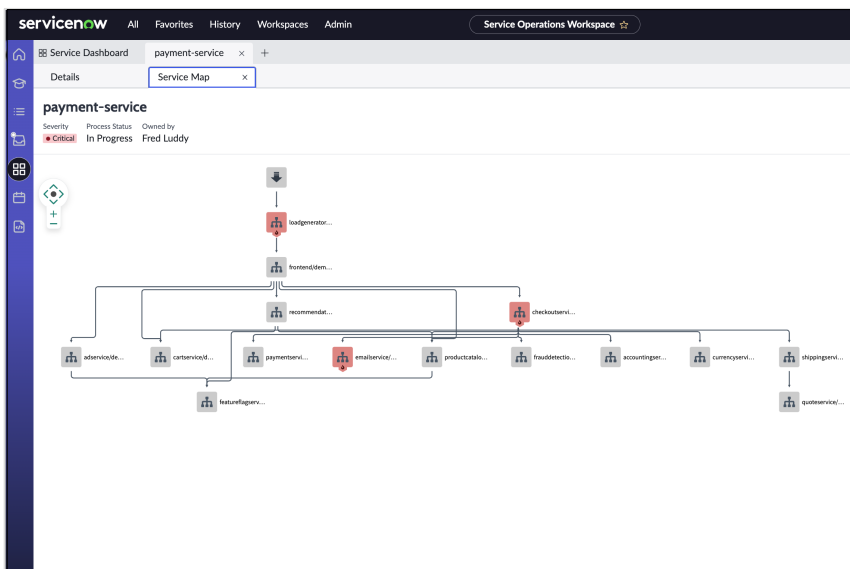 servicenow All Favorites History Workspaces Admin Service Operations Workspace
Service Dashboard payment-service
Details Service Map
payment-service
Severity Process Status Owned by
Critical In Progress Fred Luddy
loadgenerator...
frontend/dem...
recommendat... checkoutservi...
adservice/de... cartservice/d... paymentservi... emailservice/... productcatalo... frauddetectio... accountingser... currencyservi... shippingservi...
featureflagserv... quoteservice/...